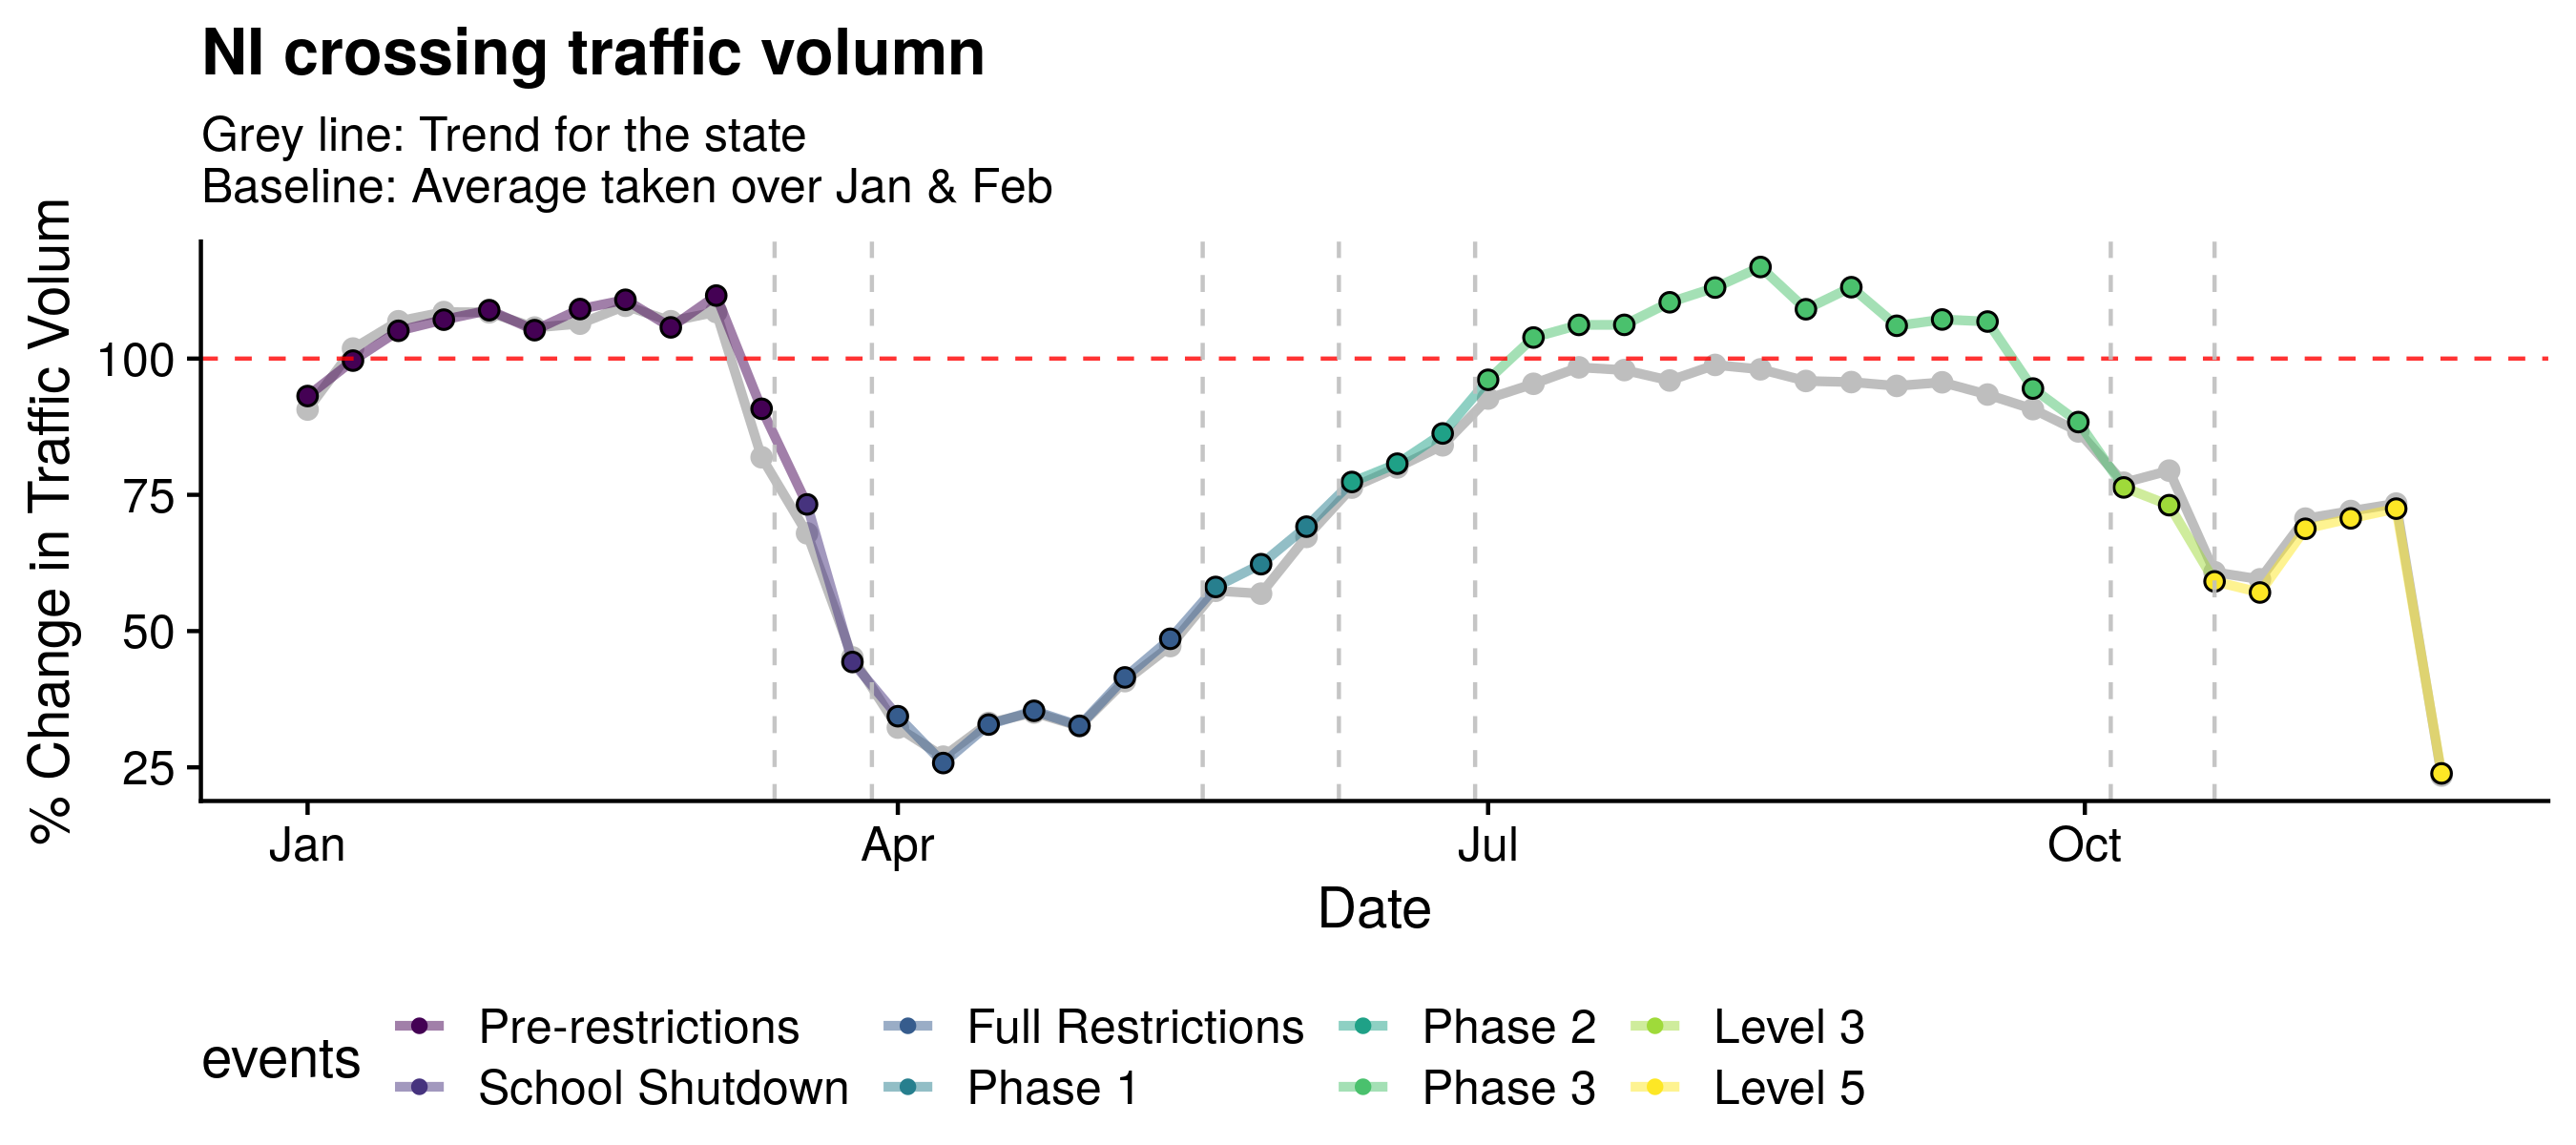 NI crossing traffic volumn
Grey line: Trend for the state
Baseline: Average taken over Jan & Feb
% Change in Traffic Volum
100
75
50
25
Jan Apr Jul Oct
Date
events
Pre-restrictions Full Restrictions Phase 2 Level 3
School Shutdown Phase 1 Phase 3 Level 5